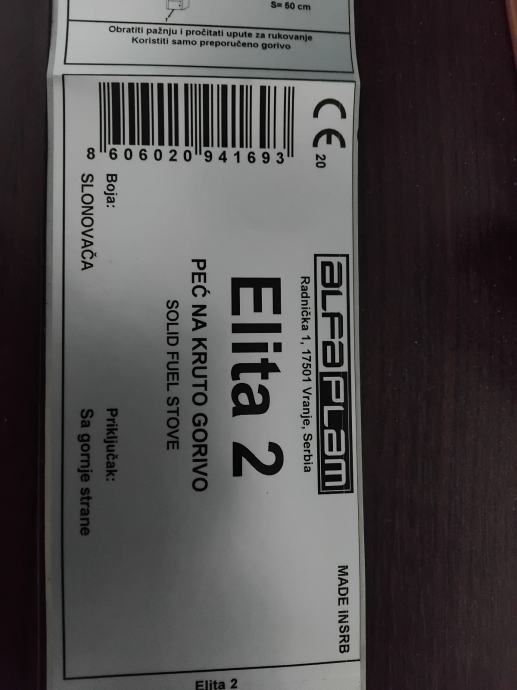 S= 50 cm
Obratiti pažnju i pročitati upute za rukovanje
Koristiti samo preporučeno gorivo
CE
20
8 606020 941693
ALFA PLAM
Radnička 1, 17501 Vranje, Serbia
MADE iNSRB
Elita 2
PEĆ NA KRUTO GORIVO
SOLID FUEL STOVE
Boja:
SLONOVAČA
Priključak:
Sa gornje strane
Elita 2